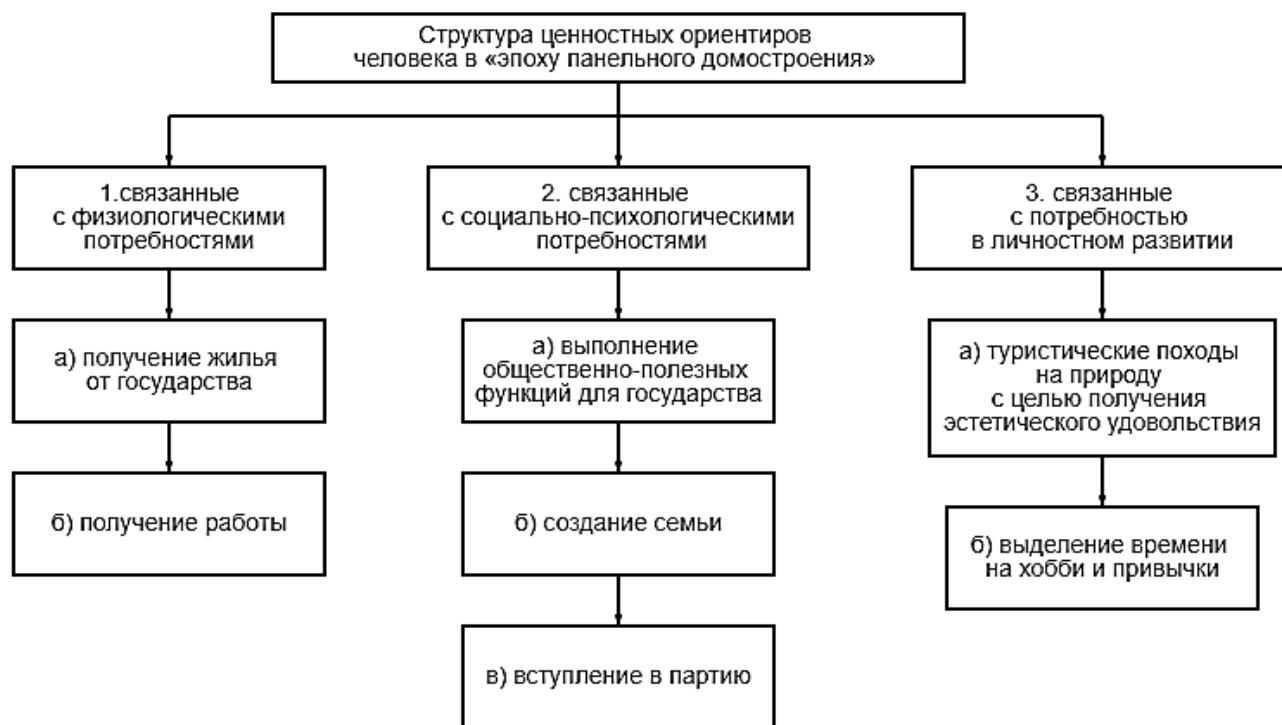 Структура ценностных ориентиров
человека в «эпоху панельного домостроения»
1.связанные
с физиологическими
потребностями
2. связанные
с социально-психологическими
потребностями
3. связанные
с потребностью
в личностном развитии
а) получение жилья
от государства
а) выполнение
общественно-полезных
функций для государства
а) туристические походы
на природу
с целью получения
эстетического удовольствия
б) получение работы
б) создание семьи
б) выделение времени
на хобби и привычки
в) вступление в партию